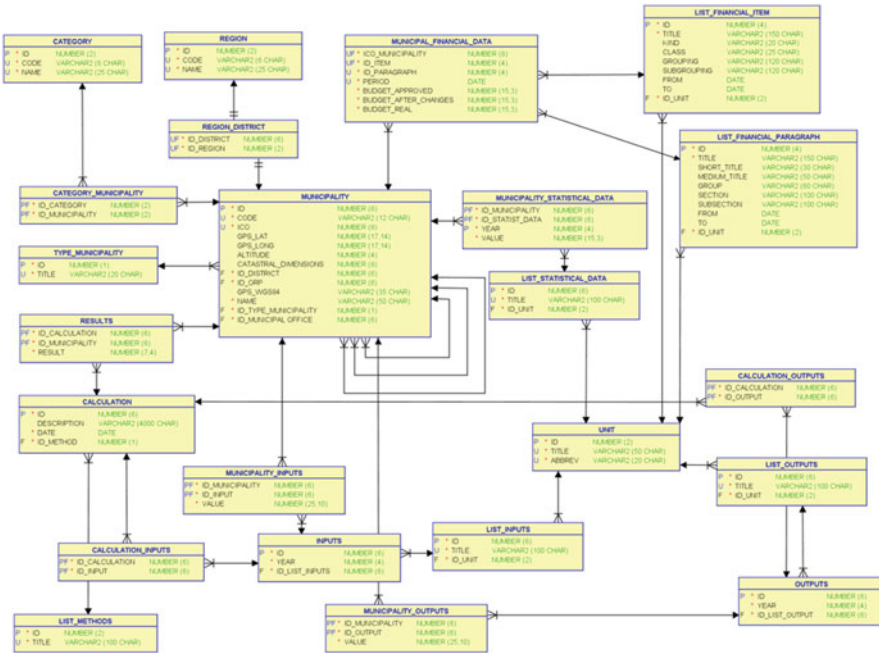 CATEGORY
P * ID NUMBER (2)
U * CODE VARCHAR2 (6 CHAR)
U * NAME VARCHAR2 (25 CHAR)
REGION
P * ID NUMBER (2)
U * CODE VARCHAR2 (6 CHAR)
U * NAME VARCHAR2 (25 CHAR)
MUNICIPAL_FINANCIAL_DATA
UF * ICO_MUNICIPALITY NUMBER (8)
UF * ID_ITEM NUMBER (4)
U * ID_PARAGRAPH NUMBER (4)
U * PERIOD DATE
* BUDGET_APPROVED NUMBER (15,3)
* BUDGET_AFTER_CHANGES NUMBER (15,3)
* BUDGET_REAL NUMBER (15,3)
LIST_FINANCIAL_ITEM
P * ID NUMBER (4)
* TITLE VARCHAR2 (150 CHAR)
KIND VARCHAR2 (20 CHAR)
CLASS VARCHAR2 (25 CHAR)
GROUPING VARCHAR2 (120 CHAR)
SUBGROUPING VARCHAR2 (120 CHAR)
FROM DATE
TO DATE
F * ID_UNIT NUMBER (2)
REGION_DISTRICT
UF * ID_DISTRICT NUMBER (6)
UF * ID_REGION NUMBER (2)
LIST_FINANCIAL_PARAGRAPH
P * ID NUMBER (4)
* TITLE VARCHAR2 (150 CHAR)
SHORT_TITLE VARCHAR2 (30 CHAR)
MEDIUM_TITLE VARCHAR2 (50 CHAR)
GROUP VARCHAR2 (60 CHAR)
SECTION VARCHAR2 (100 CHAR)
SUBSECTION VARCHAR2 (100 CHAR)
FROM DATE
TO DATE
F * ID_UNIT NUMBER (2)
CATEGORY_MUNICIPALITY
PF * ID_CATEGORY NUMBER (2)
PF * ID_MUNICIPALITY NUMBER (2)
MUNICIPALITY
P * ID NUMBER (6)
U * CODE VARCHAR2 (12 CHAR)
U * ICO NUMBER (8)
GPS_LAT NUMBER (17,14)
GPS_LONG NUMBER (17,14)
ALTITUDE NUMBER (4)
CATASTRAL_DIMENSIONS NUMBER (6)
F * ID_DISTRICT NUMBER (6)
F * ID_ORP NUMBER (6)
GPS_WGS84 VARCHAR2 (35 CHAR)
* NAME VARCHAR2 (50 CHAR)
F * ID_TYPE_MUNICIPALITY NUMBER (1)
F * ID_MUNICIPAL OFFICE NUMBER (6)
MUNICIPALITY_STATISTICAL_DATA
PF * ID_MUNICIPALITY NUMBER (6)
PF * ID_STATIST_DATA NUMBER (6)
P * YEAR NUMBER (4)
* VALUE NUMBER (15,3)
TYPE_MUNICIPALITY
P * ID NUMBER (1)
U * TITLE VARCHAR2 (20 CHAR)
LIST_STATISTICAL_DATA
P * ID NUMBER (6)
U * TITLE VARCHAR2 (100 CHAR)
F * ID_UNIT NUMBER (2)
RESULTS
PF * ID_CALCULATION NUMBER (6)
PF * ID_MUNICIPALITY NUMBER (6)
* RESULT NUMBER (7,4)
CALCULATION_OUTPUTS
PF * ID_CALCULATION NUMBER (6)
PF * ID_OUTPUT NUMBER (6)
CALCULATION
P * ID NUMBER (6)
DESCRIPTION VARCHAR2 (4000 CHAR)
* DATE DATE
F * ID_METHOD NUMBER (1)
UNIT
P * ID NUMBER (2)
U * TITLE VARCHAR2 (50 CHAR)
U * ABBREV VARCHAR2 (20 CHAR)
MUNICIPALITY_INPUTS
PF * ID_MUNICIPALITY NUMBER (6)
PF * ID_INPUT NUMBER (6)
* VALUE NUMBER (25,10)
LIST_OUTPUTS
P * ID NUMBER (6)
U * TITLE VARCHAR2 (100 CHAR)
F * ID_UNIT NUMBER (2)
CALCULATION_INPUTS
PF * ID_CALCULATION NUMBER (6)
PF * ID_INPUT NUMBER (6)
INPUTS
P * ID NUMBER (6)
* YEAR NUMBER (4)
F * ID_LIST_INPUTS NUMBER (6)
LIST_INPUTS
P * ID NUMBER (6)
U * TITLE VARCHAR2 (100 CHAR)
F * ID_UNIT NUMBER (2)
OUTPUTS
P * ID NUMBER (6)
* YEAR NUMBER (4)
F * ID_LIST_OUTPUT NUMBER (6)
LIST_METHODS
P * ID NUMBER (2)
U * TITLE VARCHAR2 (100 CHAR)
MUNICIPALITY_OUTPUTS
PF * ID_MUNICIPALITY NUMBER (6)
PF * ID_OUTPUT NUMBER (6)
* VALUE NUMBER (25,10)